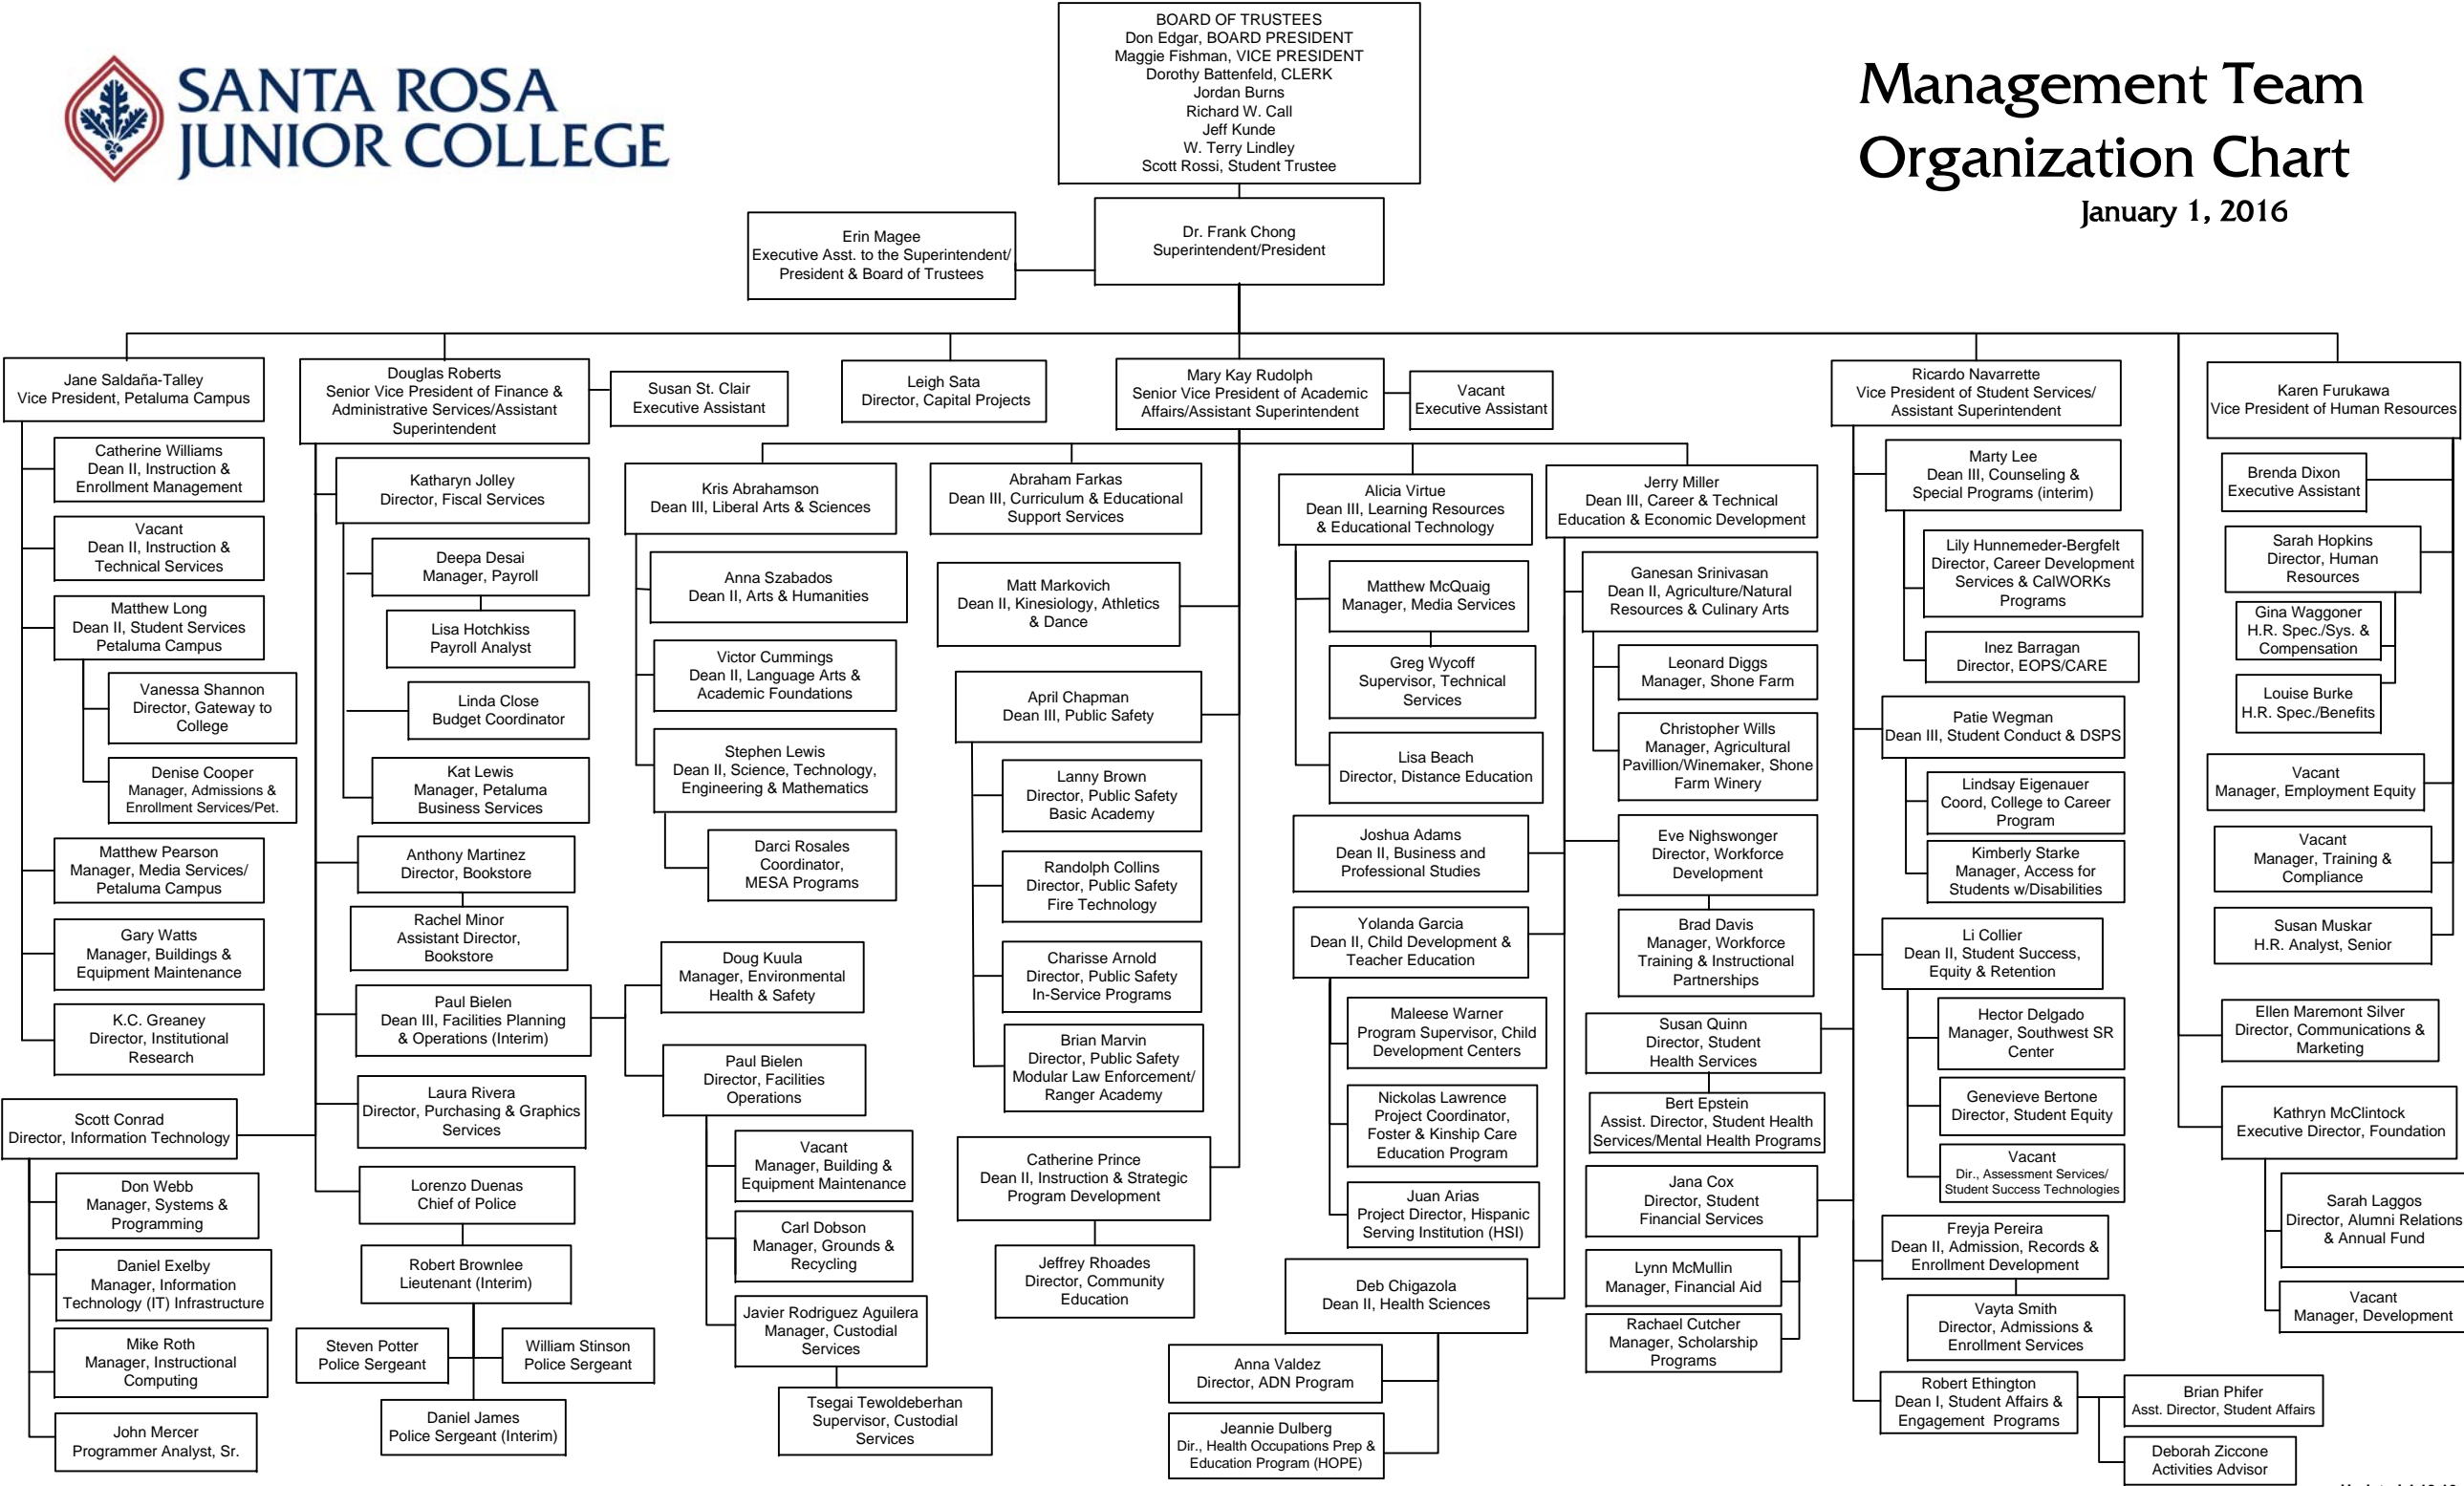 SANTA ROSA
JUNIOR COLLEGE
Management Team
Organization Chart
January 1, 2016
BOARD OF TRUSTEES
Don Edgar, BOARD PRESIDENT
Maggie Fishman, VICE PRESIDENT
Dorothy Battenfeld, CLERK
Jordan Burns
Richard W. Call
Jeff Kunde
W. Terry Lindley
Scott Rossi, Student Trustee
Erin Magee
Executive Asst. to the Superintendent/
President & Board of Trustees
Dr. Frank Chong
Superintendent/President
Jane Saldaña-Talley
Vice President, Petaluma Campus
Catherine Williams
Dean II, Instruction &
Enrollment Management
Vacant
Dean II, Instruction &
Technical Services
Matthew Long
Dean II, Student Services
Petaluma Campus
Vanessa Shannon
Director, Gateway to
College
Denise Cooper
Manager, Admissions &
Enrollment Services/Pet.
Matthew Pearson
Manager, Media Services/
Petaluma Campus
Gary Watts
Manager, Buildings &
Equipment Maintenance
K.C. Greaney
Director, Institutional
Research
Douglas Roberts
Senior Vice President of Finance &
Administrative Services/Assistant
Superintendent
Susan St. Clair
Executive Assistant
Katharyn Jolley
Director, Fiscal Services
Deepa Desai
Manager, Payroll
Lisa Hotchkiss
Payroll Analyst
Linda Close
Budget Coordinator
Kat Lewis
Manager, Petaluma
Business Services
Anthony Martinez
Director, Bookstore
Rachel Minor
Assistant Director,
Bookstore
Paul Bielen
Dean III, Facilities Planning
& Operations (Interim)
Doug Kuula
Manager, Environmental
Health & Safety
Paul Bielen
Director, Facilities
Operations
Vacant
Manager, Building &
Equipment Maintenance
Carl Dobson
Manager, Grounds &
Recycling
Javier Rodriguez Aguilera
Manager, Custodial
Services
Tsegai Tewoldeberhan
Supervisor, Custodial
Services
Laura Rivera
Director, Purchasing & Graphics
Services
Scott Conrad
Director, Information Technology
Don Webb
Manager, Systems &
Programming
Daniel Exelby
Manager, Information
Technology (IT) Infrastructure
Mike Roth
Manager, Instructional
Computing
John Mercer
Programmer Analyst, Sr.
Lorenzo Duenas
Chief of Police
Robert Brownlee
Lieutenant (Interim)
Steven Potter
Police Sergeant
William Stinson
Police Sergeant
Daniel James
Police Sergeant (Interim)
Leigh Sata
Director, Capital Projects
Mary Kay Rudolph
Senior Vice President of Academic
Affairs/Assistant Superintendent
Vacant
Executive Assistant
Kris Abrahamson
Dean III, Liberal Arts & Sciences
Anna Szabados
Dean II, Arts & Humanities
Victor Cummings
Dean II, Language Arts &
Academic Foundations
Stephen Lewis
Dean II, Science, Technology,
Engineering & Mathematics
Darci Rosales
Coordinator,
MESA Programs
Abraham Farkas
Dean III, Curriculum & Educational
Support Services
Matt Markovich
Dean II, Kinesiology, Athletics
& Dance
April Chapman
Dean III, Public Safety
Lanny Brown
Director, Public Safety
Basic Academy
Randolph Collins
Director, Public Safety
Fire Technology
Charisse Arnold
Director, Public Safety
In-Service Programs
Brian Marvin
Director, Public Safety
Modular Law Enforcement/
Ranger Academy
Catherine Prince
Dean II, Instruction & Strategic
Program Development
Jeffrey Rhoades
Director, Community
Education
Alicia Virtue
Dean III, Learning Resources
& Educational Technology
Matthew McQuaig
Manager, Media Services
Greg Wycoff
Supervisor, Technical
Services
Lisa Beach
Director, Distance Education
Jerry Miller
Dean III, Career & Technical
Education & Economic Development
Ganesan Srinivasan
Dean II, Agriculture/Natural
Resources & Culinary Arts
Leonard Diggs
Manager, Shone Farm
Christopher Wills
Manager, Agricultural
Pavillion/Winemaker, Shone
Farm Winery
Joshua Adams
Dean II, Business and
Professional Studies
Eve Nighswonger
Director, Workforce
Development
Brad Davis
Manager, Workforce
Training & Instructional
Partnerships
Yolanda Garcia
Dean II, Child Development &
Teacher Education
Maleese Warner
Program Supervisor, Child
Development Centers
Nickolas Lawrence
Project Coordinator,
Foster & Kinship Care
Education Program
Juan Arias
Project Director, Hispanic
Serving Institution (HSI)
Deb Chigazola
Dean II, Health Sciences
Anna Valdez
Director, ADN Program
Jeannie Dulberg
Dir., Health Occupations Prep &
Education Program (HOPE)
Ricardo Navarrette
Vice President of Student Services/
Assistant Superintendent
Marty Lee
Dean III, Counseling &
Special Programs (interim)
Lily Hunnemeder-Bergfelt
Director, Career Development
Services & CalWORKs
Programs
Inez Barragan
Director, EOPS/CARE
Patie Wegman
Dean III, Student Conduct & DSPS
Lindsay Eigenauer
Coord, College to Career
Program
Kimberly Starke
Manager, Access for
Students w/Disabilities
Li Collier
Dean II, Student Success,
Equity & Retention
Hector Delgado
Manager, Southwest SR
Center
Genevieve Bertone
Director, Student Equity
Vacant
Dir., Assessment Services/
Student Success Technologies
Susan Quinn
Director, Student
Health Services
Bert Epstein
Assist. Director, Student Health
Services/Mental Health Programs
Jana Cox
Director, Student
Financial Services
Lynn McMullin
Manager, Financial Aid
Rachael Cutcher
Manager, Scholarship
Programs
Freyja Pereira
Dean II, Admission, Records &
Enrollment Development
Vayta Smith
Director, Admissions &
Enrollment Services
Robert Ethington
Dean I, Student Affairs &
Engagement Programs
Brian Phifer
Asst. Director, Student Affairs
Deborah Ziccone
Activities Advisor
Karen Furukawa
Vice President of Human Resources
Brenda Dixon
Executive Assistant
Sarah Hopkins
Director, Human
Resources
Gina Waggoner
H.R. Spec./Sys. &
Compensation
Louise Burke
H.R. Spec./Benefits
Vacant
Manager, Employment Equity
Vacant
Manager, Training &
Compliance
Susan Muskar
H.R. Analyst, Senior
Ellen Maremont Silver
Director, Communications &
Marketing
Kathryn McClintock
Executive Director, Foundation
Sarah Laggos
Director, Alumni Relations
& Annual Fund
Vacant
Manager, Development